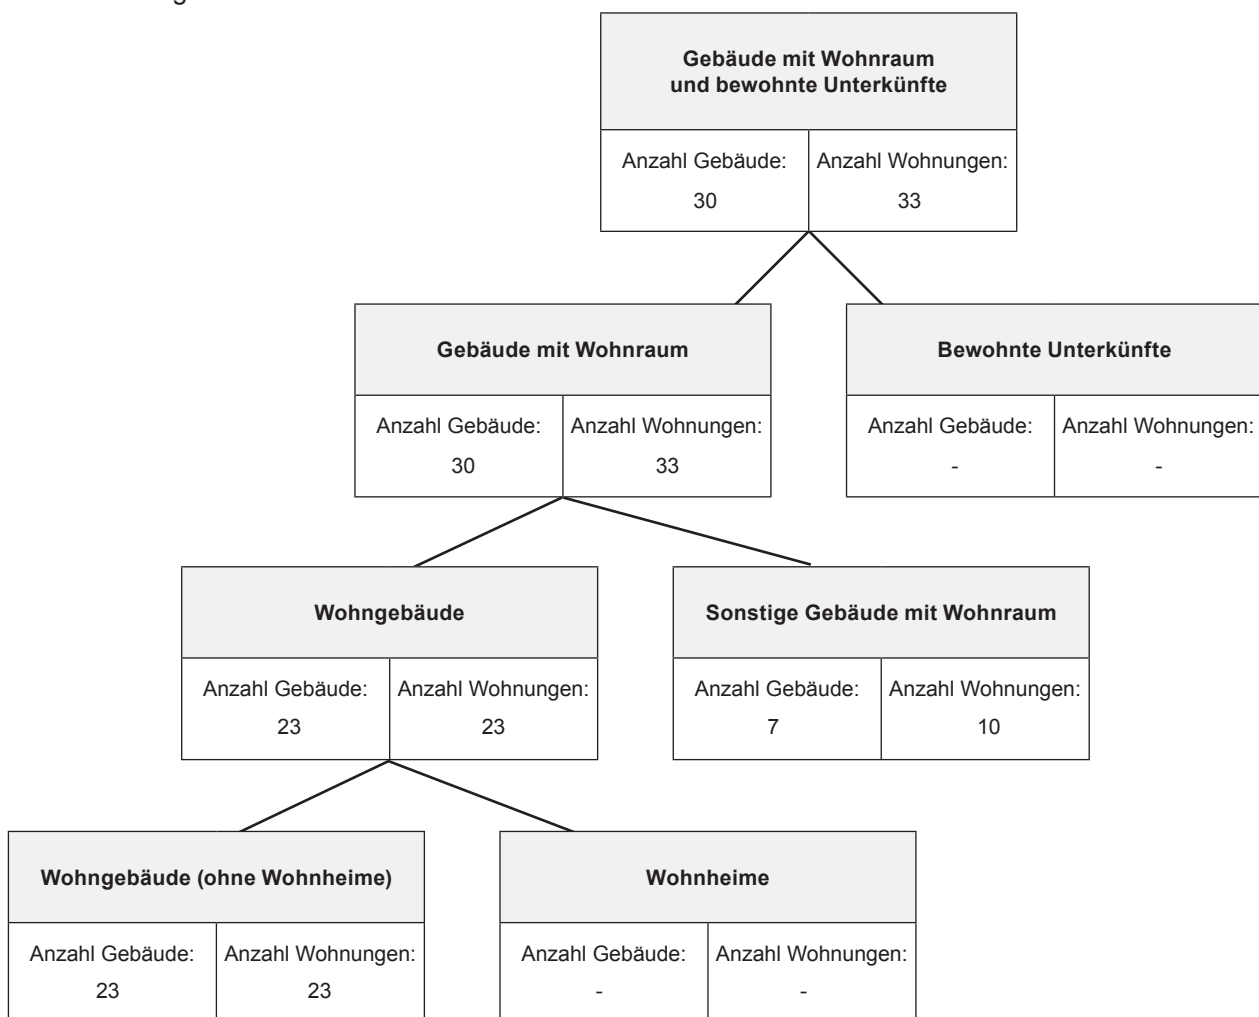 Gebäude mit Wohnraum
und bewohnte Unterkünfte
Anzahl Gebäude: Anzahl Wohnungen:
30 33
Gebäude mit Wohnraum
Anzahl Gebäude: Anzahl Wohnungen:
30 33
Bewohnte Unterkünfte
Anzahl Gebäude: Anzahl Wohnungen:
- -
Wohngebäude
Anzahl Gebäude: Anzahl Wohnungen:
23 23
Sonstige Gebäude mit Wohnraum
Anzahl Gebäude: Anzahl Wohnungen:
7 10
Wohngebäude (ohne Wohnheime)
Anzahl Gebäude: Anzahl Wohnungen:
23 23
Wohnheime
Anzahl Gebäude: Anzahl Wohnungen:
- -